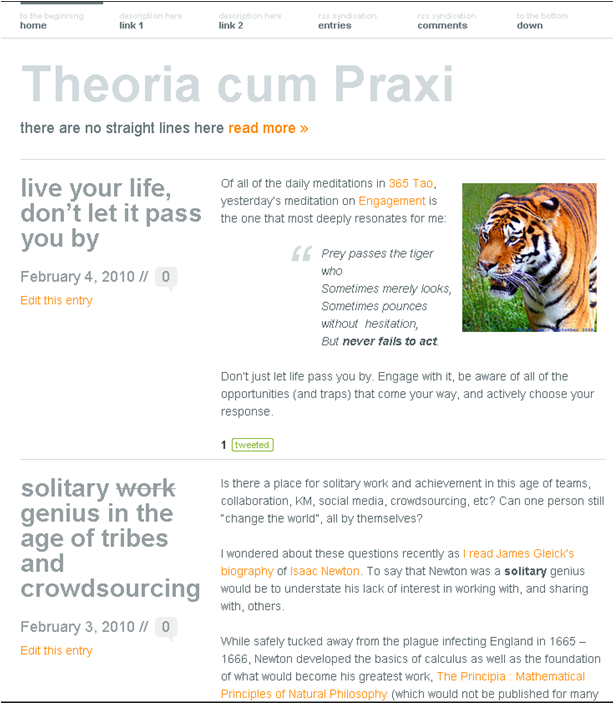 to the beginning description here description here rss syndication rss syndication to the bottom
home link 1 link 2 entries comments down
Theoria cum Praxi
there are no straight lines here read more »
live your life,
don't let it pass
you by
February 4, 2010 // 0
Edit this entry
Of all of the daily meditations in 365 Tao,
yesterday's meditation on Engagement is
the one that most deeply resonates for me:
“ Prey passes the tiger
who
Sometimes merely looks,
Sometimes pounces
without hesitation,
But never fails to act.
Don't just let life pass you by. Engage with it, be aware of all of the
opportunities (and traps) that come your way, and actively choose your
response.
1 tweeted
solitary work
genius in the
age of tribes
and
crowdsourcing
February 3, 2010 // 0
Edit this entry
Is there a place for solitary work and achievement in this age of teams,
collaboration, KM, social media, crowdsourcing, etc? Can one person still
"change the world", all by themselves?
I wondered about these questions recently as I read James Gleick's
biography of Isaac Newton. To say that Newton was a solitary genius
would be to understate his lack of interest in working with, and sharing
with, others.
While safely tucked away from the plague infecting England in 1665 –
1666, Newton developed the basics of calculus as well as the foundation
of what would become his greatest work, The Principia : Mathematical
Principles of Natural Philosophy (which would not be published for many